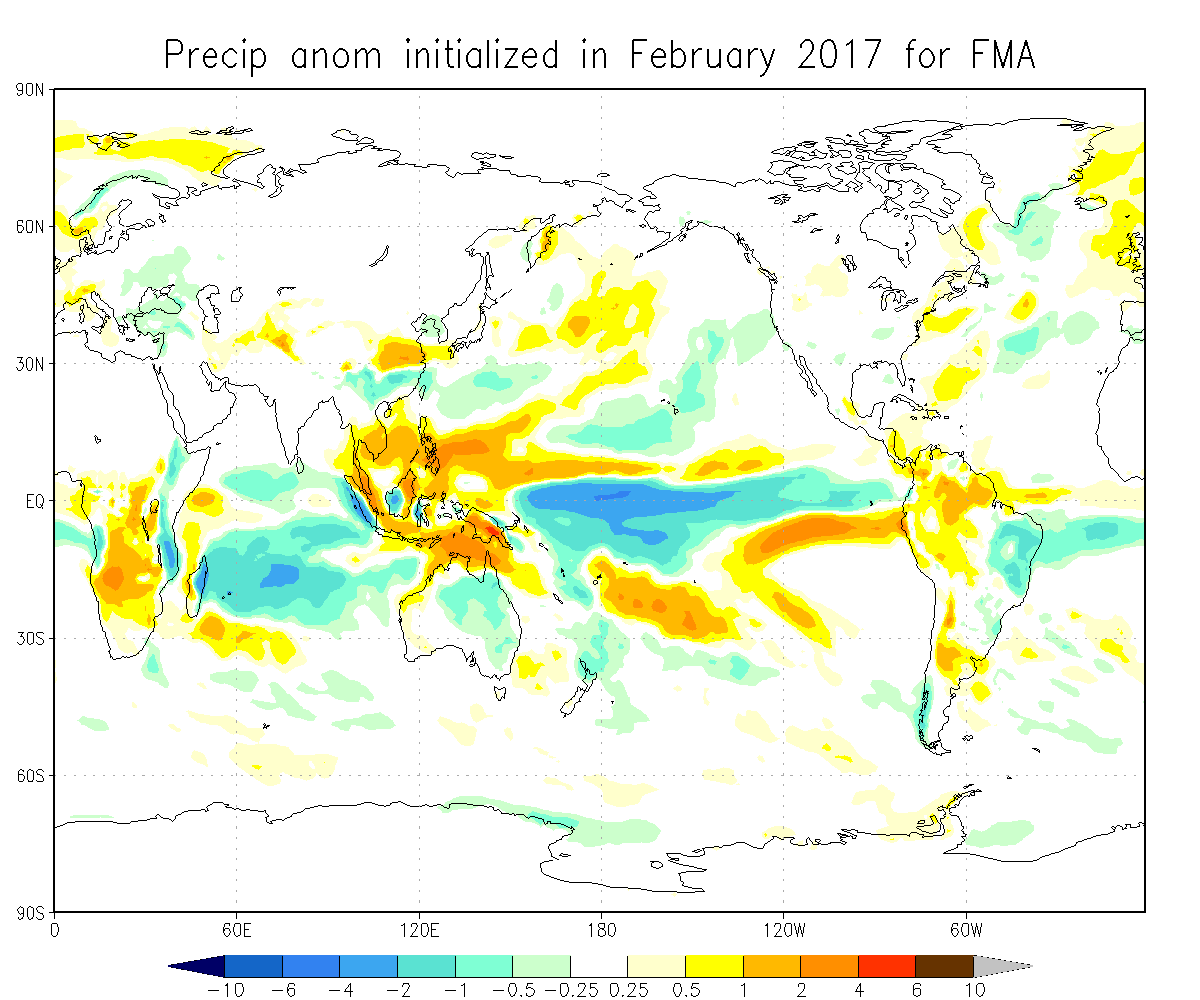 Precip anom initialized in February 2017 for FMA
90N
60N
30N
EQ
30S
60S
90S
0 60E 120E 180 120W 60W
−10 −6 −4 −2 −1 −0.5 −0.25 0.25 0.5 1 2 4 6 10